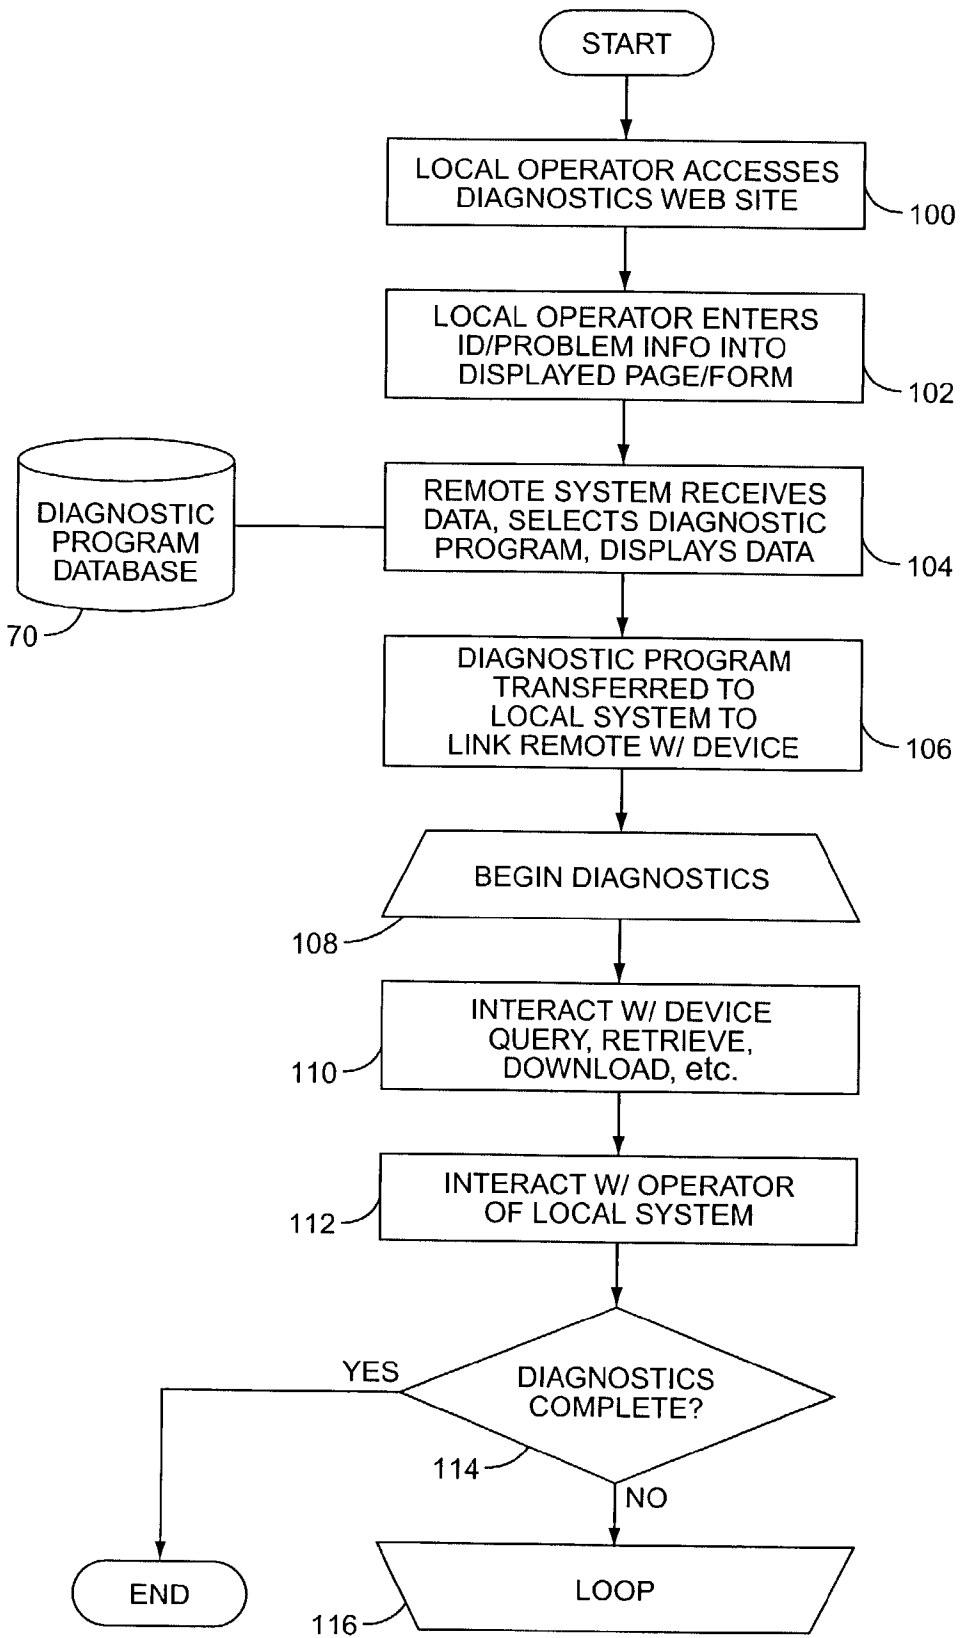 START
LOCAL OPERATOR ACCESSES
DIAGNOSTICS WEB SITE
100
LOCAL OPERATOR ENTERS
ID/PROBLEM INFO INTO
DISPLAYED PAGE/FORM
102
DIAGNOSTIC
PROGRAM
DATABASE
70
REMOTE SYSTEM RECEIVES
DATA, SELECTS DIAGNOSTIC
PROGRAM, DISPLAYS DATA
104
DIAGNOSTIC PROGRAM
TRANSFERRED TO
LOCAL SYSTEM TO
LINK REMOTE W/ DEVICE
106
BEGIN DIAGNOSTICS
108
INTERACT W/ DEVICE
QUERY, RETRIEVE,
DOWNLOAD, etc.
110
INTERACT W/ OPERATOR
OF LOCAL SYSTEM
112
YES
DIAGNOSTICS
COMPLETE?
114
NO
END
LOOP
116